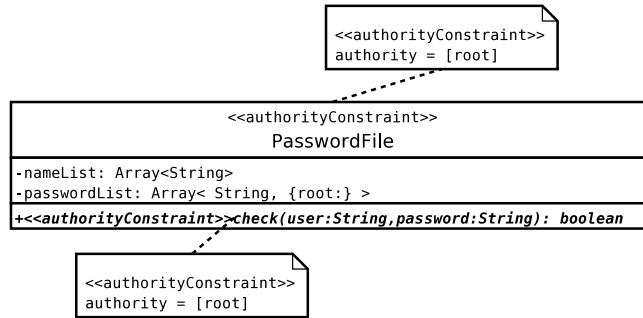 <<authorityConstraint>>
authority = [root]
<<authorityConstraint>>
PasswordFile
-nameList: Array<String>
-passwordList: Array< String, {root:} >
+<<authorityConstraint>>check(user:String,password:String): boolean
<<authorityConstraint>>
authority = [root]